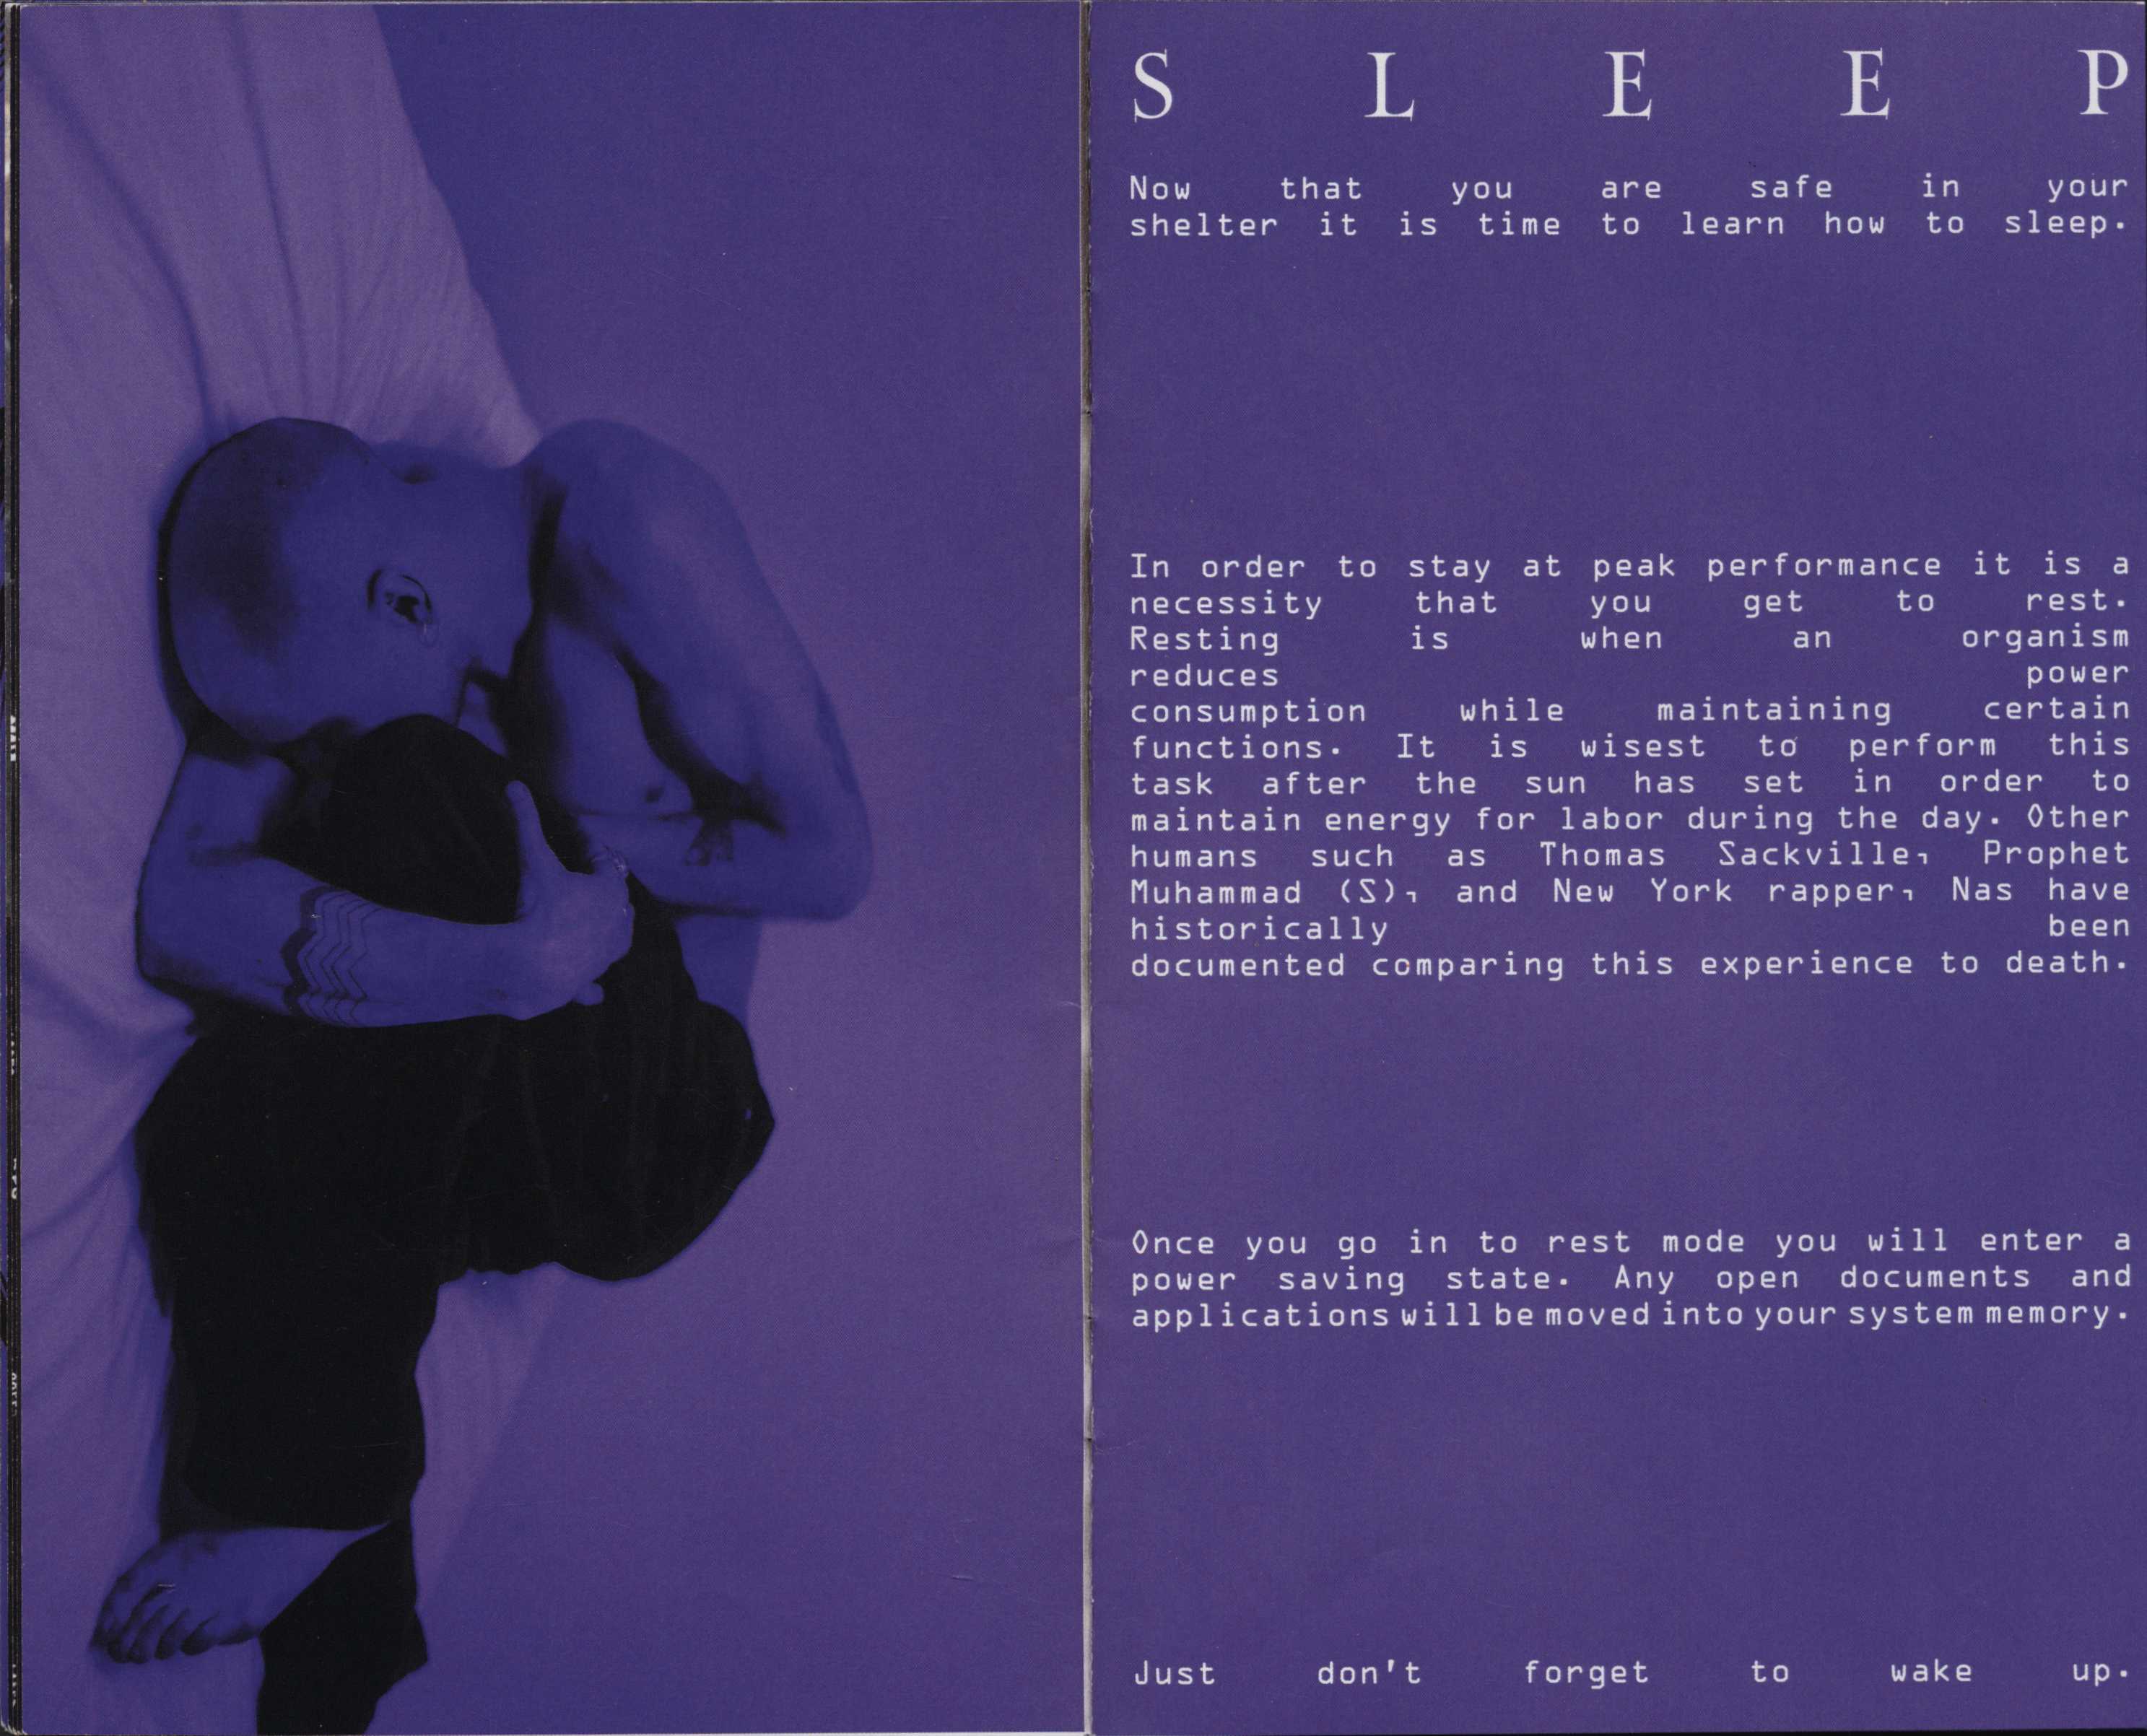 S L E E P
Now that you are safe in your
shelter it is time to learn how to sleep.
In order to stay at peak performance it is a
necessity that you get to rest.
Resting is when an organism
reduces power
consumption while maintaining certain
functions. It is wisest to perform this
task after the sun has set in order to
maintain energy for labor during the day. Other
humans such as Thomas Sackville, Prophet
Muhammad (S), and New York rapper, Nas have
historically been
documented comparing this experience to death.
Once you go in to rest mode you will enter a
power saving state. Any open documents and
applications will be moved into your system memory.
Just don't forget to wake up.